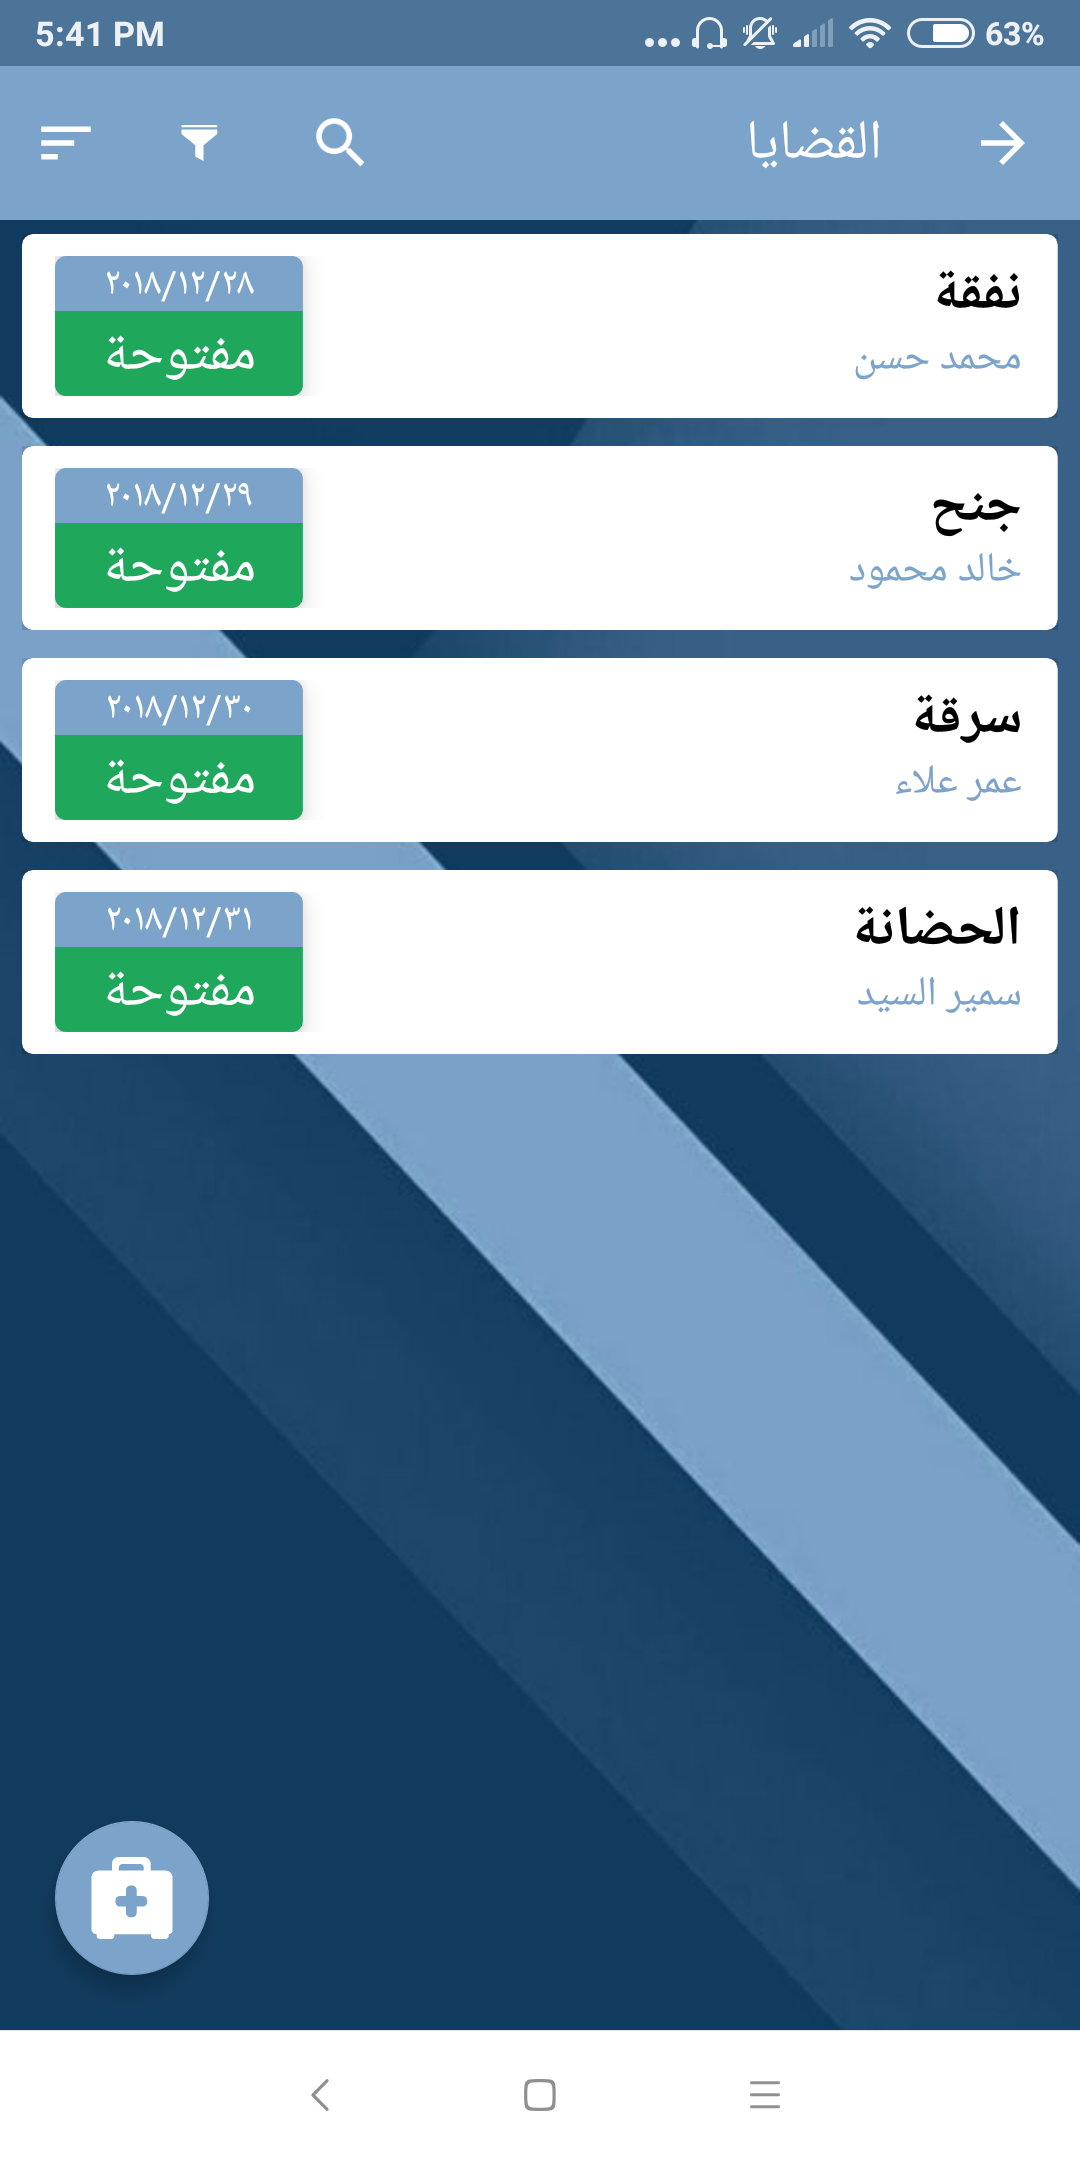 5:41 PM
63%
القضايا
نفقة
محمد حسن
٢٠١٨/١٢/٢٨
مفتوحة
جنح
خالد محمود
٢٠١٨/١٢/٢٩
مفتوحة
سرقة
عمر علاء
٢٠١٨/١٢/٣٠
مفتوحة
الحضانة
سمير السيد
٢٠١٨/١٢/٣١
مفتوحة